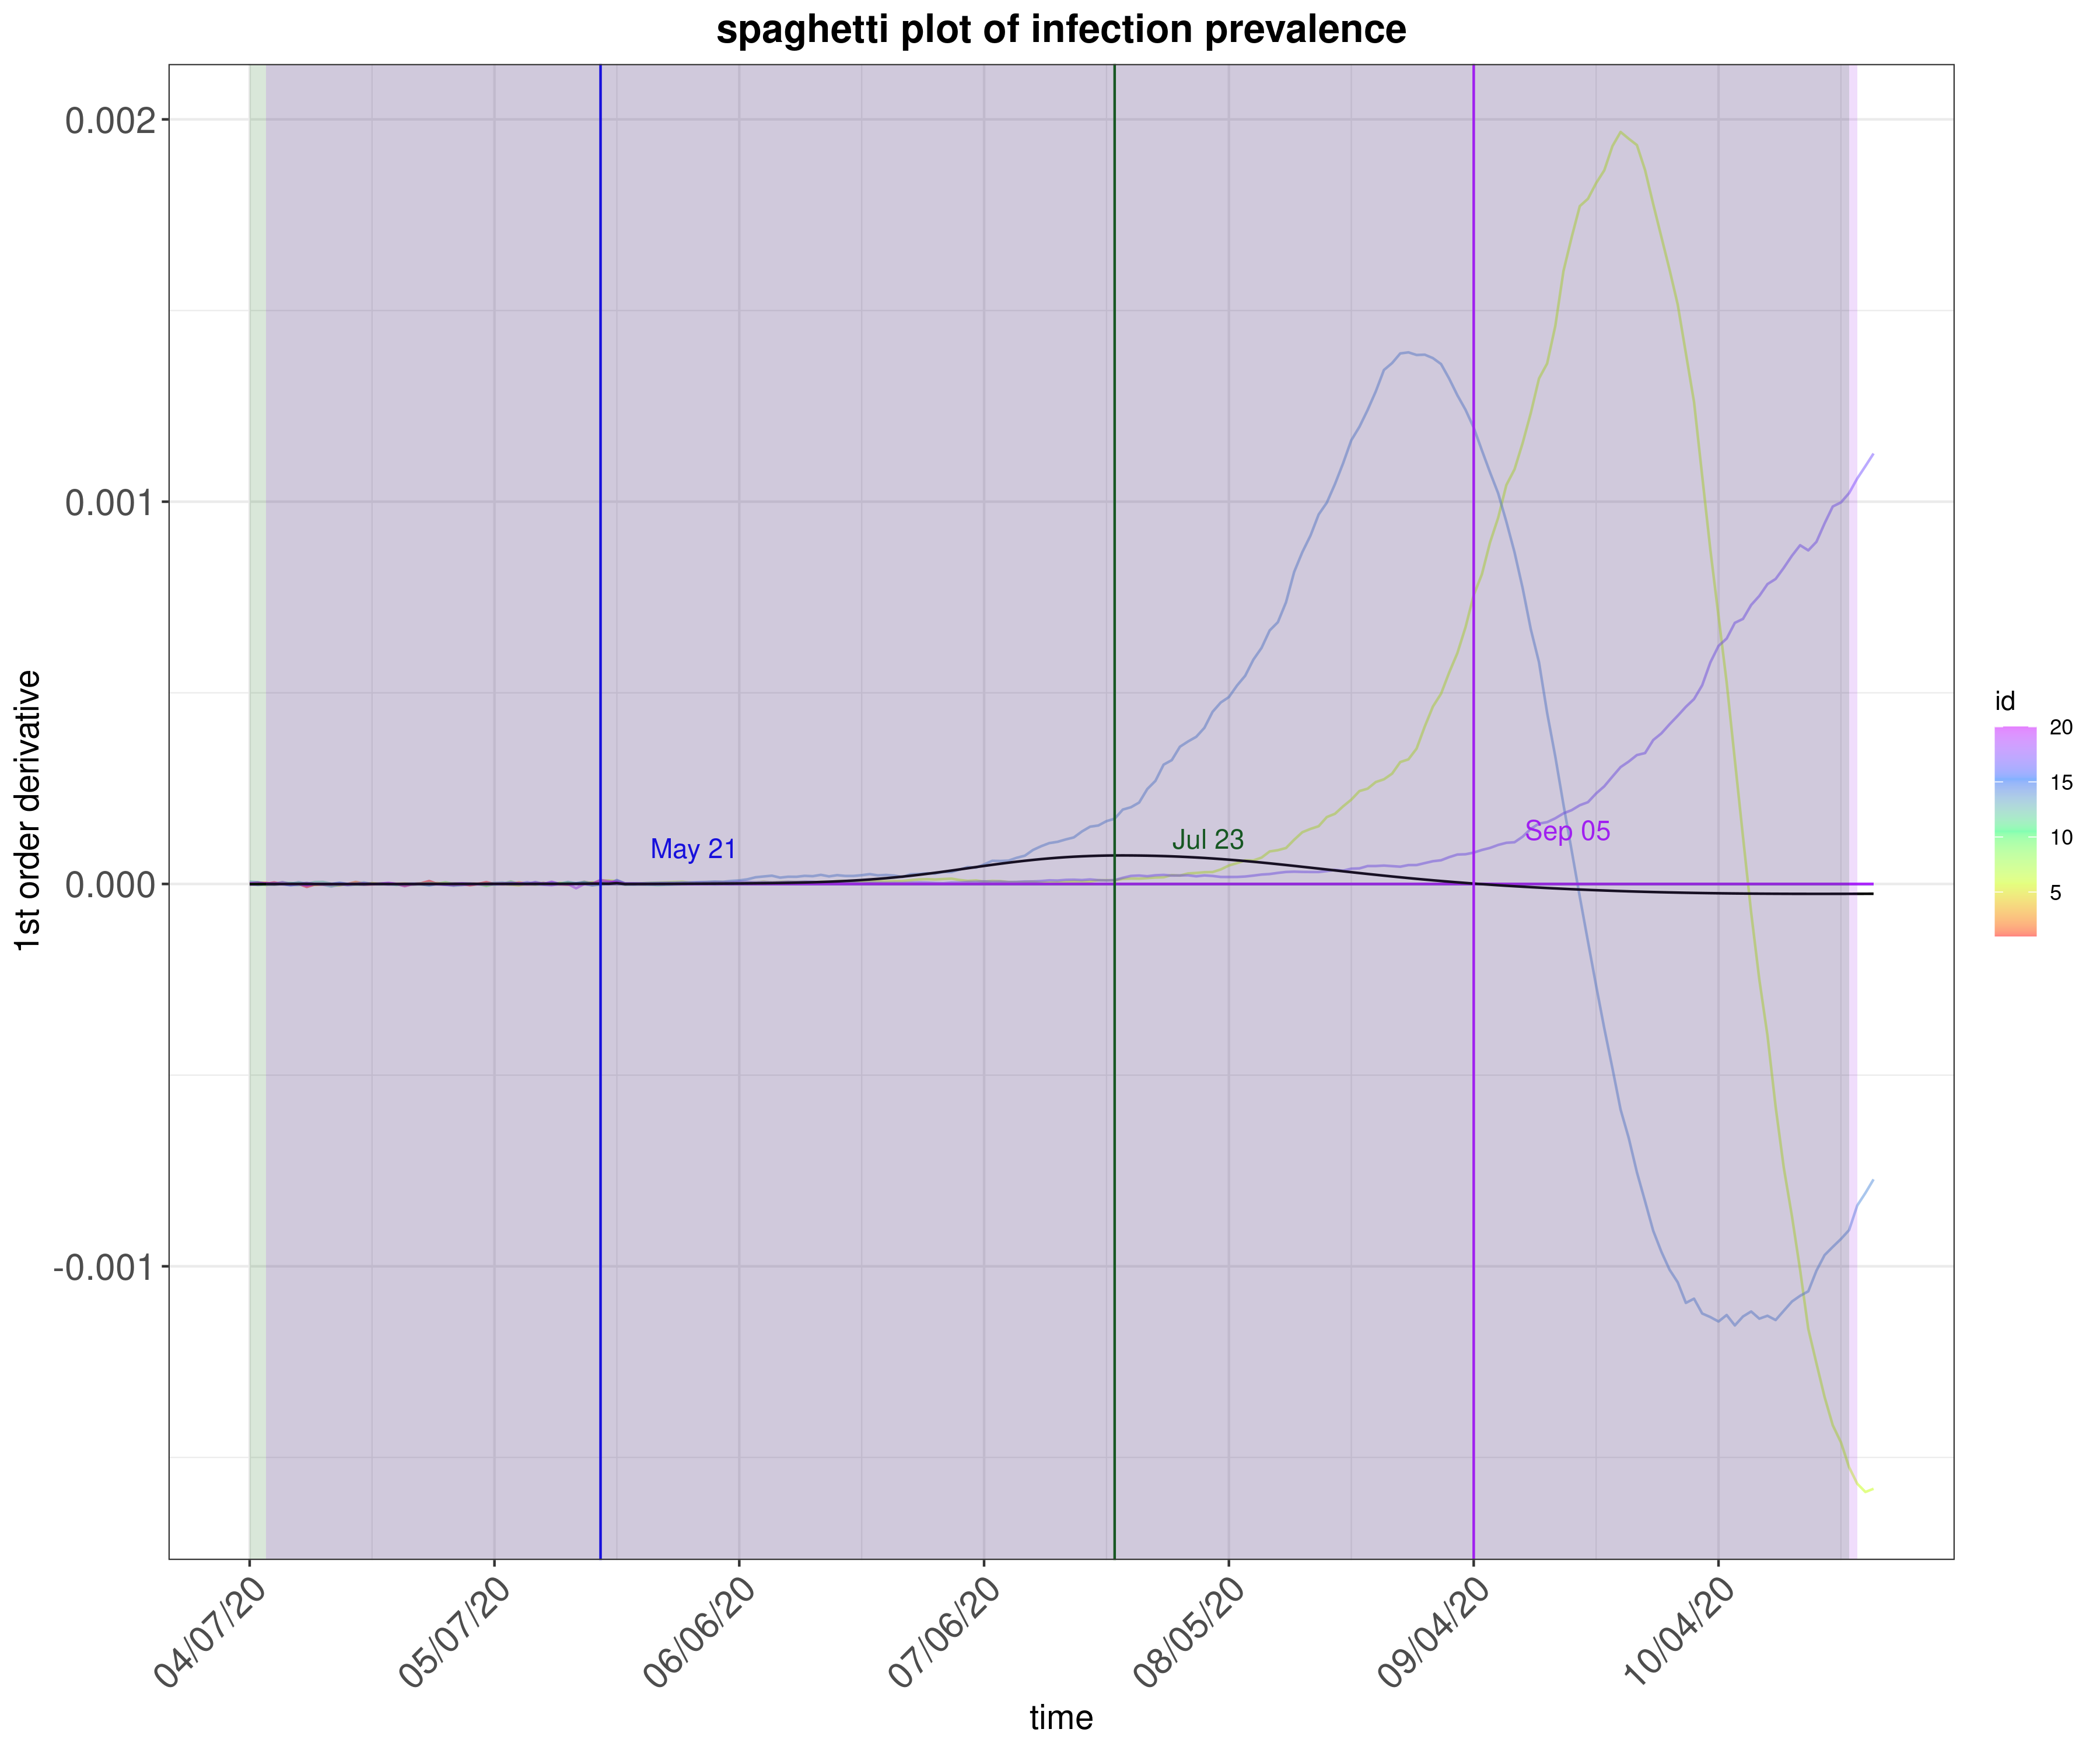 spaghetti plot of infection prevalence
1st order derivative
0.002
0.001
0.000
-0.001
May 21
Jul 23
Sep 05
04/07/20
05/07/20
06/06/20
07/06/20
08/05/20
09/04/20
10/04/20
time
id
20
15
10
5